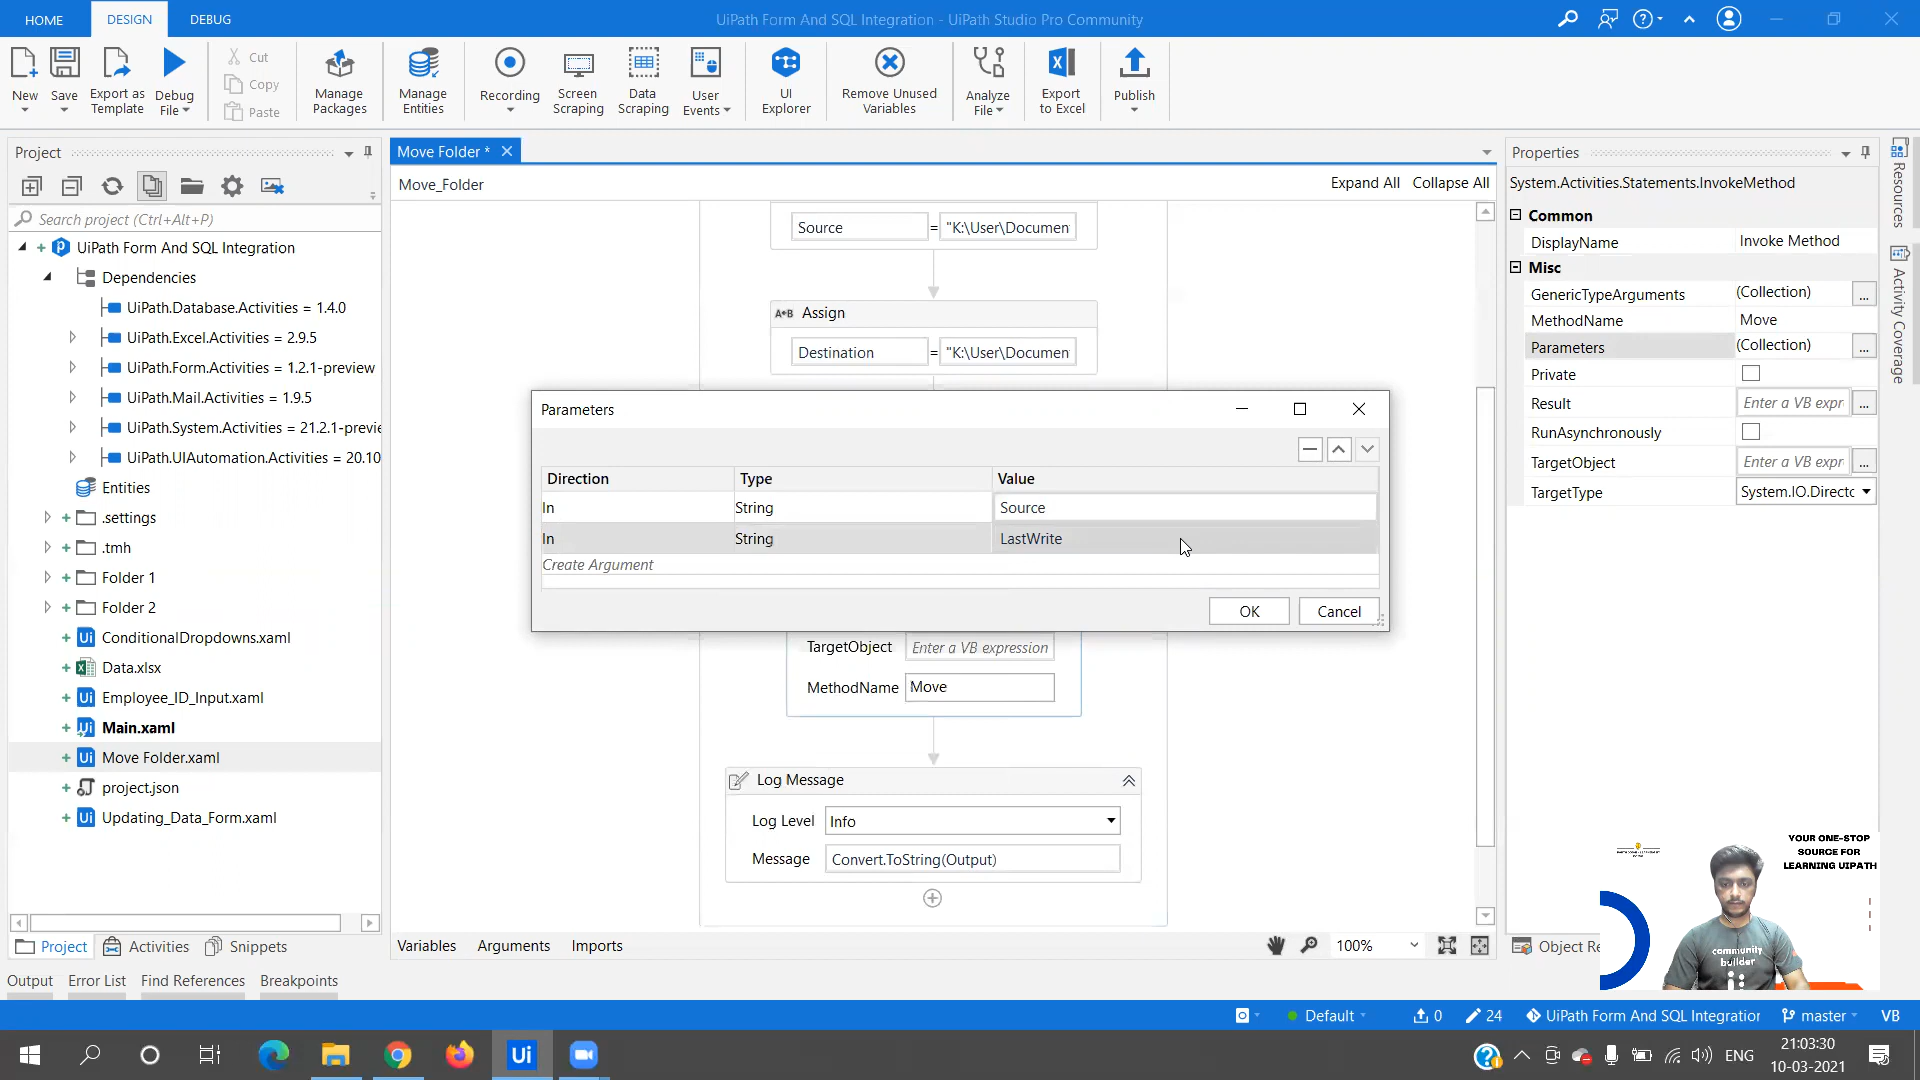 HOME
DESIGN
DEBUG
UiPath Form And SQL Integration - UiPath Studio Pro Community
New
Save
Export as
Template
Debug
File
Cut
Copy
Paste
Manage
Packages
Manage
Entities
Recording
Screen
Scraping
Data
Scraping
User
Events
UI
Explorer
Remove Unused
Variables
Analyze
File
Export
to Excel
Publish
Project
Search project (Ctrl+Alt+P)
UiPath Form And SQL Integration
Dependencies
UiPath.Database.Activities = 1.4.0
UiPath.Excel.Activities = 2.9.5
UiPath.Form.Activities = 1.2.1-preview
UiPath.Mail.Activities = 1.9.5
UiPath.System.Activities = 21.2.1-previe
UiPath.UIAutomation.Activities = 20.10
Entities
.settings
.tmh
Folder 1
Folder 2
ConditionalDropdowns.xaml
Data.xlsx
Employee_ID_Input.xaml
Main.xaml
Move Folder.xaml
project.json
Updating_Data_Form.xaml
Project
Activities
Snippets
Output
Error List
Find References
Breakpoints
Move Folder *
Move_Folder
Expand All
Collapse All
Source
=
"K:\User\Documen
A*B Assign
Destination
=
"K:\User\Documen
Parameters
Direction
Type
Value
In
String
Source
In
String
LastWrite
Create Argument
OK
Cancel
TargetObject
Enter a VB expression
MethodName
Move
Log Message
Log Level
Info
Message
Convert.ToString(Output)
Variables
Arguments
Imports
100%
Properties
System.Activities.Statements.InvokeMethod
Common
DisplayName
Invoke Method
Misc
GenericTypeArguments
(Collection)
...
MethodName
Move
Parameters
(Collection)
...
Private
Result
Enter a VB expre
...
RunAsynchronously
TargetObject
Enter a VB expre
...
TargetType
System.IO.Directo
Resources
Activity Coverage
Object Re
YOUR ONE-STOP
SOURCE FOR
LEARNING UIPATH
community
builder
Default
0
24
UiPath Form And SQL Integration
master
VB
Ui
ENG
21:03:30
10-03-2021